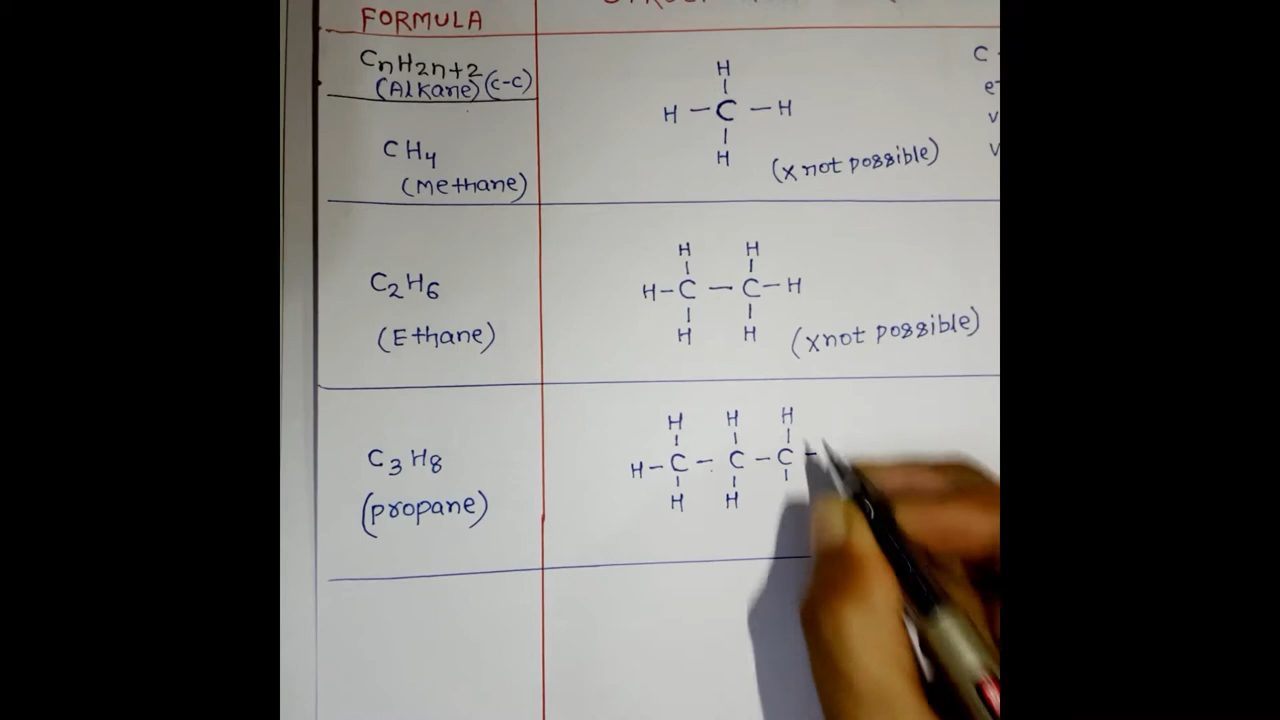 FORMULA
CnH2n+2
(Alkane) (C-C)
H
H - C - H
H
(x not possible)
C
e-
v
v
CH4
(Methane)
H H
H - C - C - H
H H
(x not possible)
C2H6
(Ethane)
H H H
H - C - C - C -
H H
C3H8
(propane)